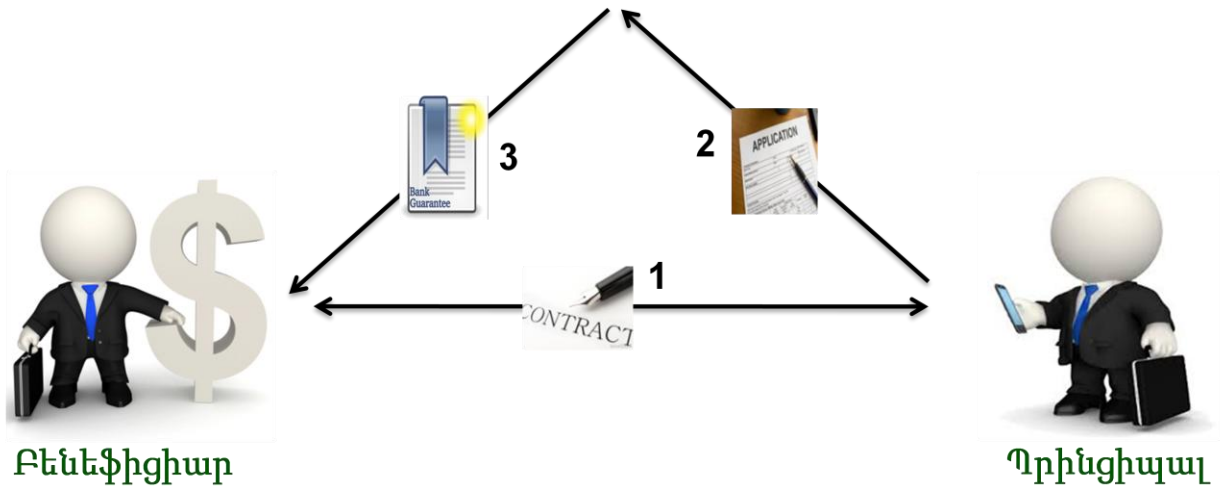 APPLICATION
3
2
Bank
Guarantee
1
CONTRACT
Բենեֆիցիար
Պրինցիպալ